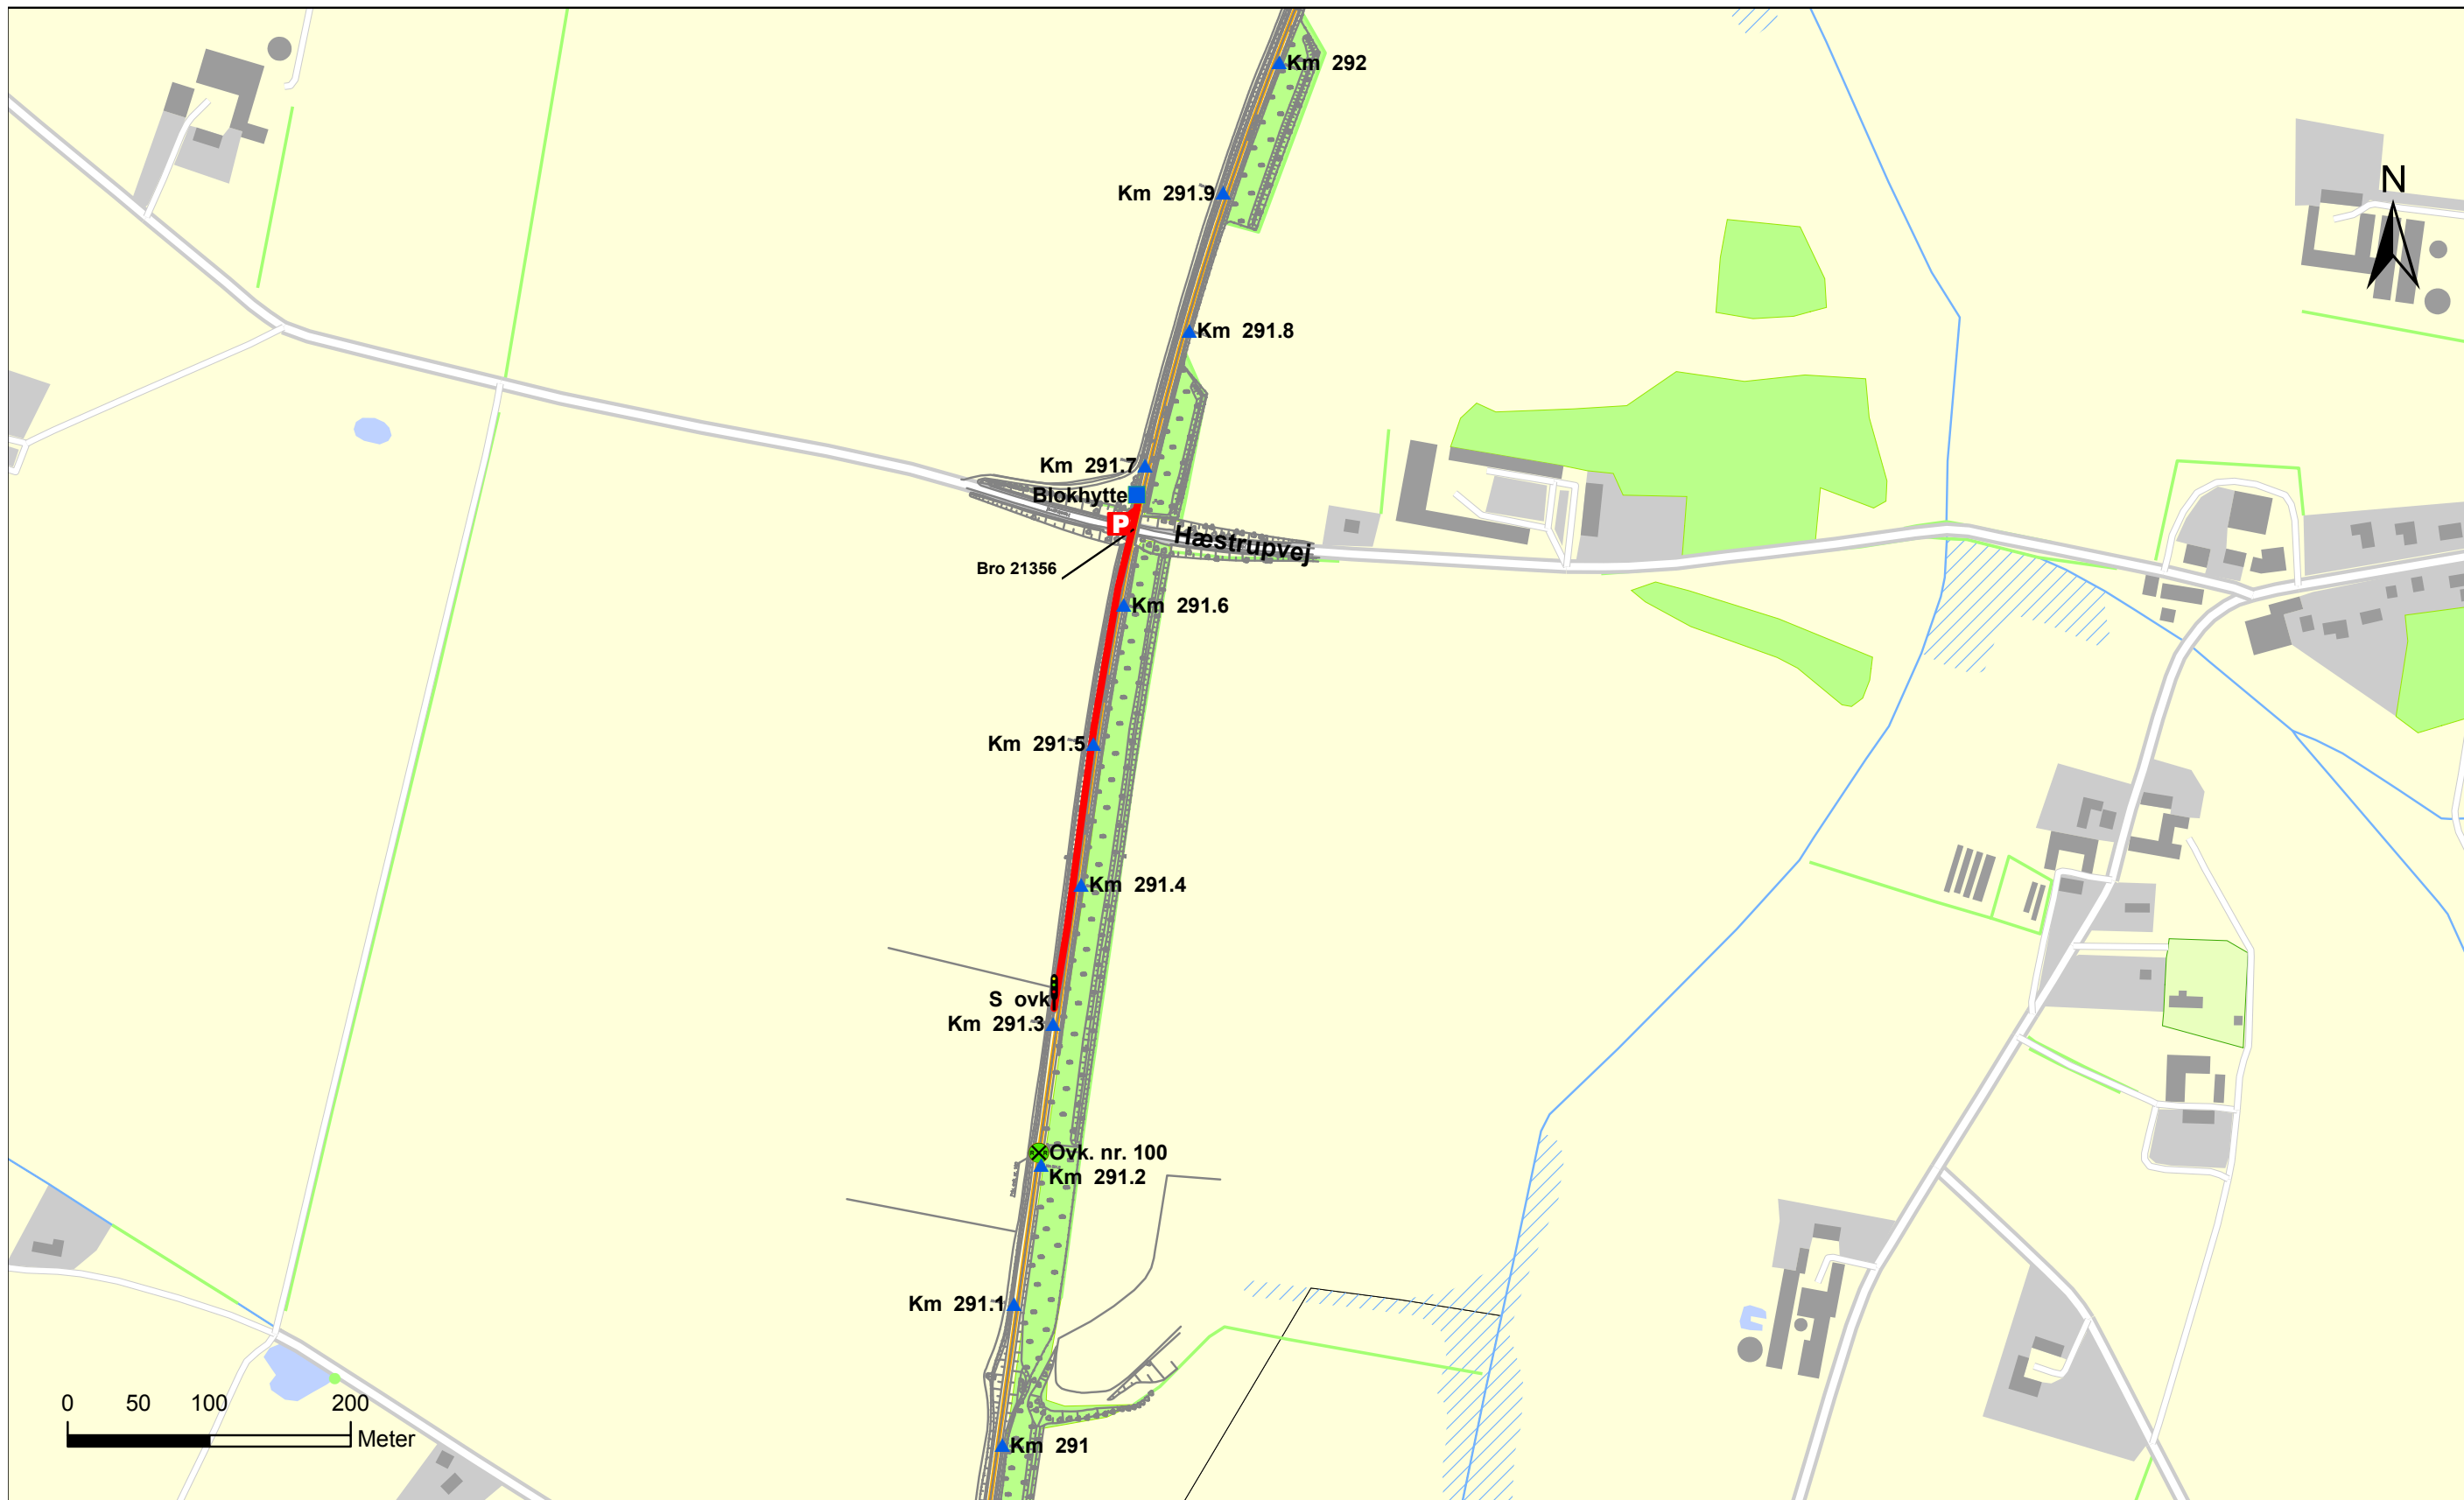 Km 292
N
Km 291.9
Km 291.8
Km 291.7
Blokhytte
P
Hæstrupvej
Bro 21356
Km 291.6
Km 291.5
Km 291.4
S ovk
Km 291.3
Ovk. nr. 100
Km 291.2
Km 291.1
0 50 100 200
Meter
Km 291